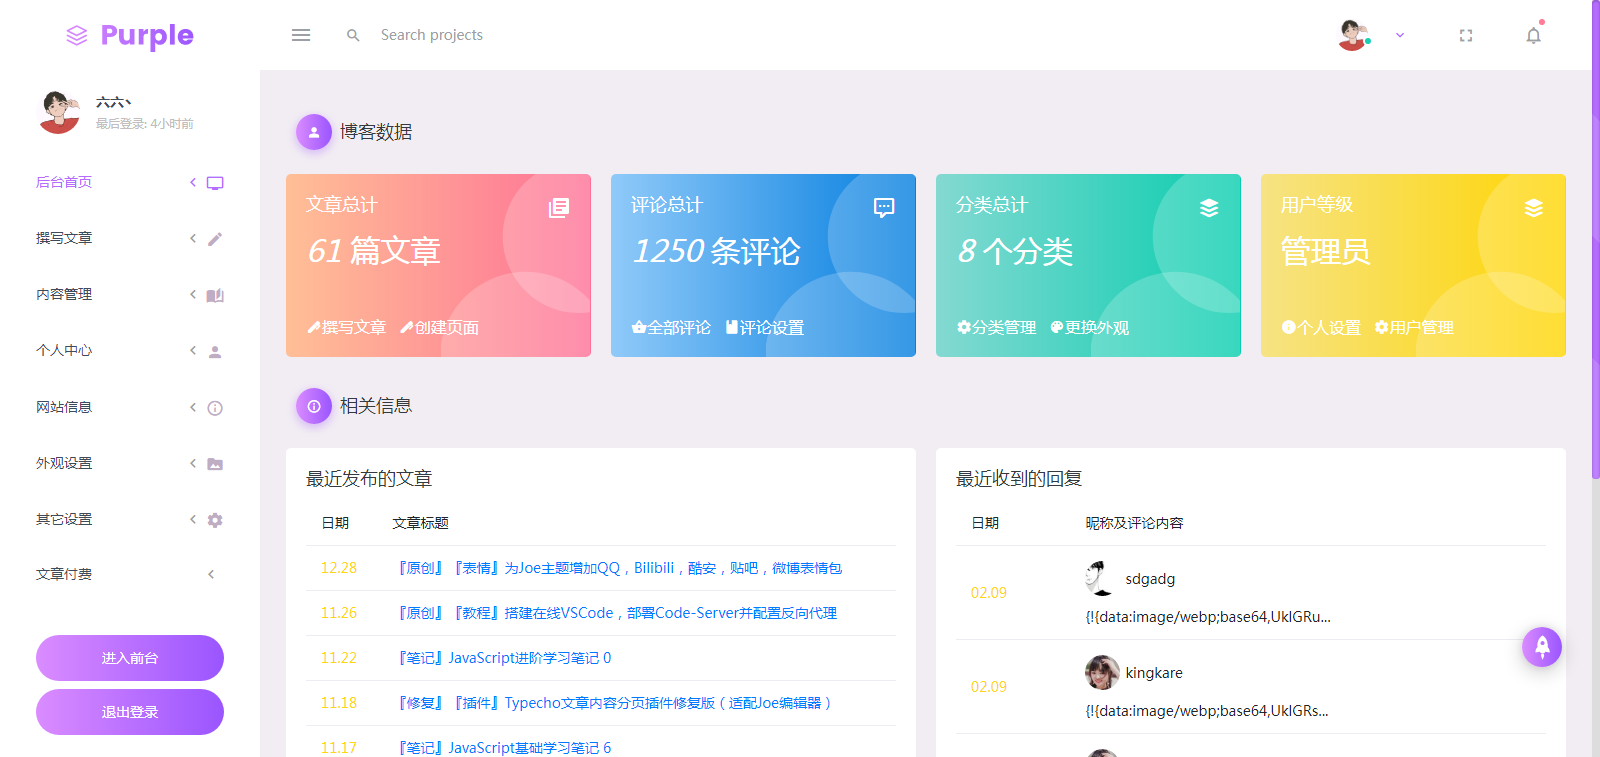 Purple
Search projects
六六丶
最后登录: 4小时前
后台首页
撰写文章
内容管理
个人中心
网站信息
外观设置
其它设置
文章付费
进入前台
退出登录
博客数据
文章总计
61 篇文章
撰写文章 创建页面
评论总计
1250 条评论
全部评论 评论设置
分类总计
8 个分类
分类管理 更换外观
用户等级
管理员
个人设置 用户管理
相关信息
最近发布的文章
日期 文章标题
12.28 『原创』『表情』为Joe主题增加QQ，Bilibili，酷安，贴吧，微博表情包
11.26 『原创』『教程』搭建在线VSCode，部署Code-Server并配置反向代理
11.22 『笔记』JavaScript进阶学习笔记 0
11.18 『修复』『插件』Typecho文章内容分页插件修复版（适配Joe编辑器）
11.17 『笔记』JavaScript基础学习笔记 6
最近收到的回复
日期 昵称及评论内容
02.09 sdgadg
{!{data:image/webp;base64,UklGRu...
02.09 kingkare
{!{data:image/webp;base64,UklGRs...